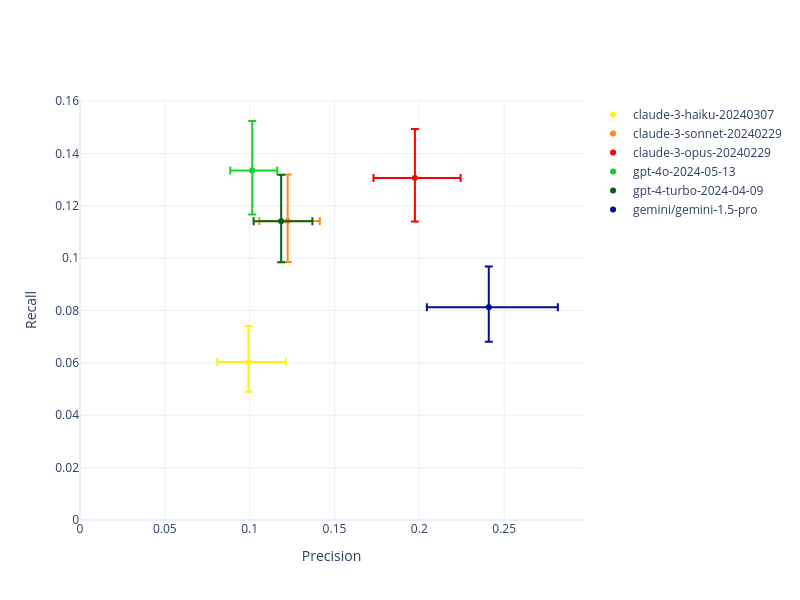 0.16
0.14
0.12
0.1
0.08
0.06
0.04
0.02
0
0
0.05
0.1
0.15
0.2
0.25
Recall
Precision
claude-3-haiku-20240307
claude-3-sonnet-20240229
claude-3-opus-20240229
gpt-4o-2024-05-13
gpt-4-turbo-2024-04-09
gemini/gemini-1.5-pro